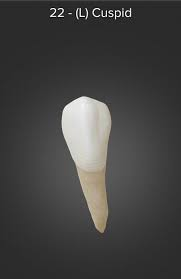 22 - (L) Cuspid